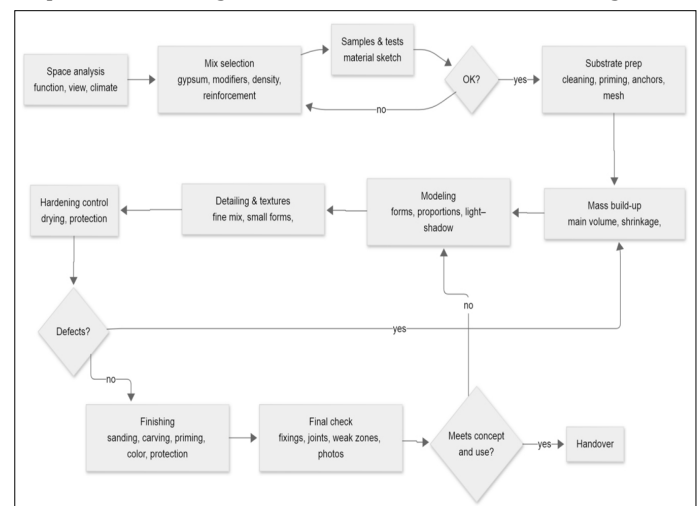 Space analysis
function, view, climate
Mix selection
gypsum, modifiers, density,
reinforcement
Samples & tests
material sketch
OK?
yes
no
Substrate prep
cleaning, priming, anchors,
mesh
Mass build-up
main volume, shrinkage,
Modeling
forms, proportions, light–
shadow
Detailing & textures
fine mix, small forms,
Hardening control
drying, protection
Defects?
yes
no
Finishing
sanding, carving, priming,
color, protection
Final check
fixings, joints, weak zones,
photos
Meets concept
and use?
no
yes
Handover